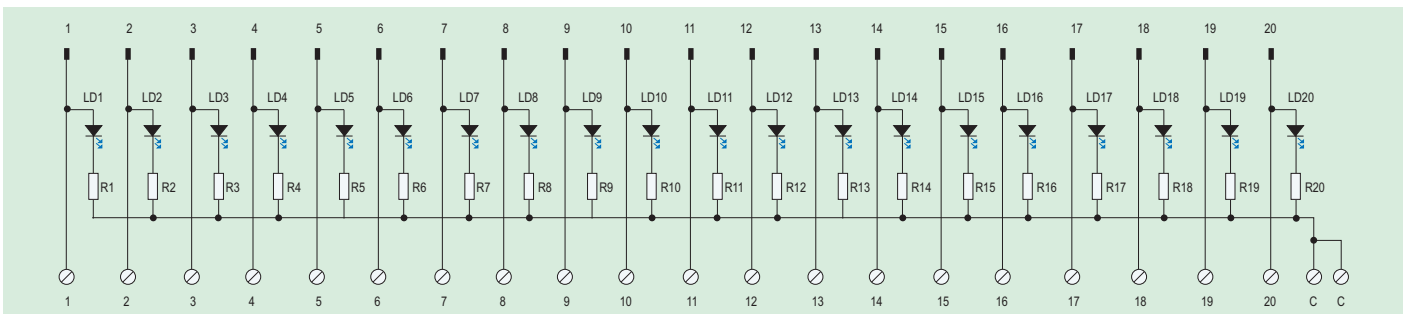 1 2 3 4 5 6 7 8 9 10 11 12 13 14 15 16 17 18 19 20
LD1 LD2 LD3 LD4 LD5 LD6 LD7 LD8 LD9 LD10 LD11 LD12 LD13 LD14 LD15 LD16 LD17 LD18 LD19 LD20
R1 R2 R3 R4 R5 R6 R7 R8 R9 R10 R11 R12 R13 R14 R15 R16 R17 R18 R19 R20
1 2 3 4 5 6 7 8 9 10 11 12 13 14 15 16 17 18 19 20 C C